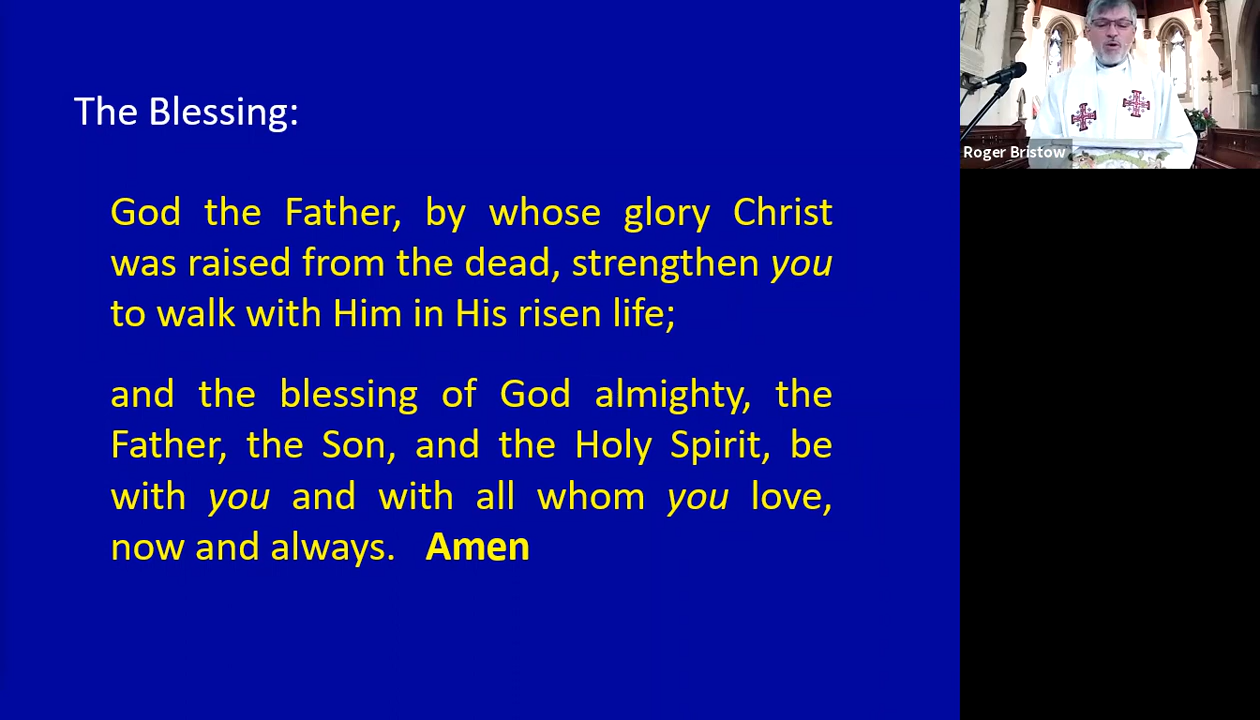 The Blessing:
God the Father, by whose glory Christ
was raised from the dead, strengthen you
to walk with Him in His risen life;
and the blessing of God almighty, the
Father, the Son, and the Holy Spirit, be
with you and with all whom you love,
now and always. Amen
Roger Bristow